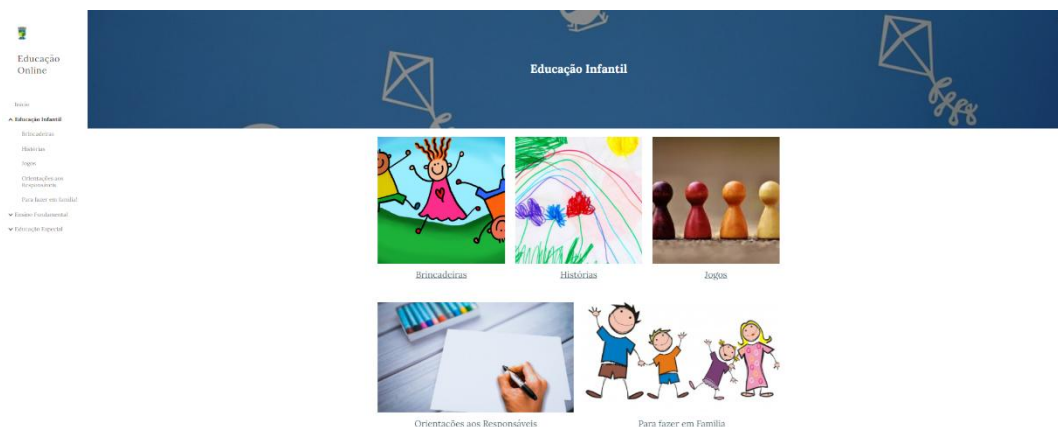 Educação
Online
Início
Educação Infantil
Brincadeiras
Histórias
Jogos
Orientações aos
Responsáveis
Para fazer em família!
Ensino Fundamental
Educação Especial
Educação Infantil
Brincadeiras
Histórias
Jogos
Orientações aos Responsáveis
Para fazer em Família